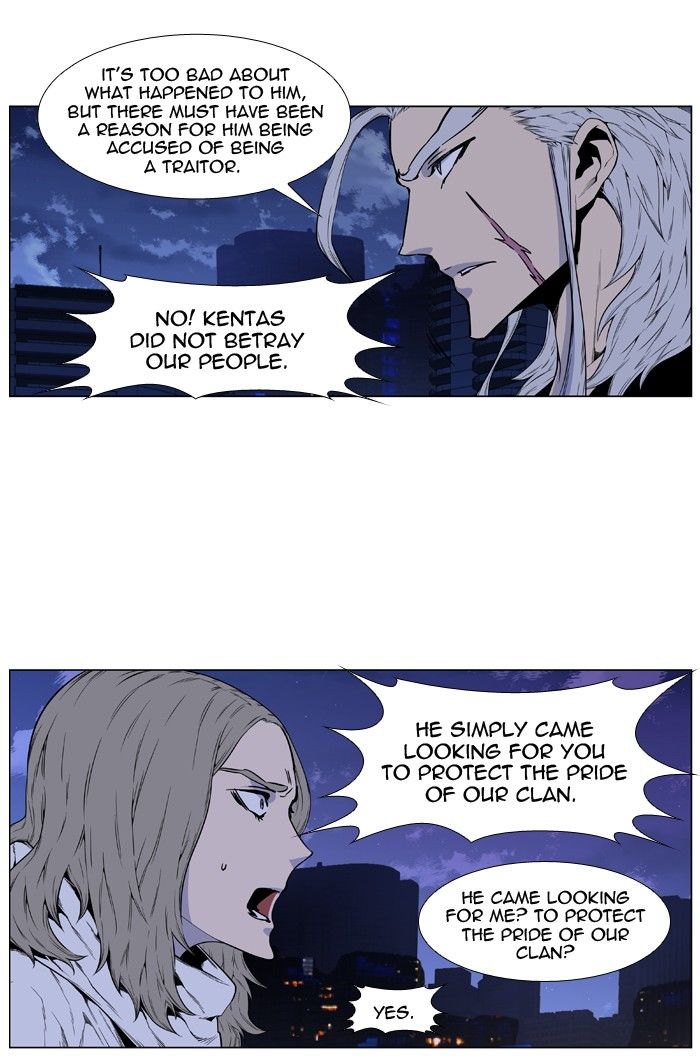 IT'S TOO BAD ABOUT
WHAT HAPPENED TO HIM,
BUT THERE MUST HAVE BEEN
A REASON FOR HIM BEING
ACCUSED OF BEING
A TRAITOR.
NO! KENTAS
DID NOT BETRAY
OUR PEOPLE.
HE SIMPLY CAME
LOOKING FOR YOU
TO PROTECT THE PRIDE
OF OUR CLAN.
HE CAME LOOKING
FOR ME? TO PROTECT
THE PRIDE OF OUR
CLAN?
YES.